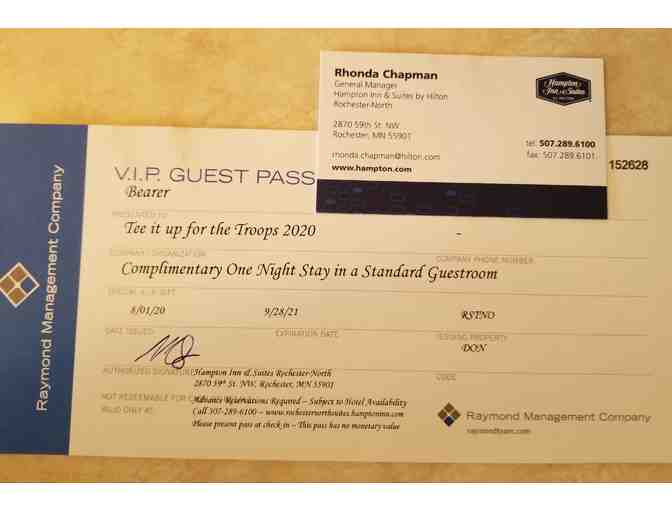 Rhonda Chapman
General Manager
Hampton Inn & Suites by Hilton
Rochester-North
2870 59th St. NW
Rochester, MN 55901
rhonda.chapman@hilton.com
www.hampton.com
Hampton
Inn & Suites
BY HILTON
tel: 507.289.6100
fax: 507.289.6101
152628
Raymond Management Company
V.I.P. GUEST PASS
Bearer
PRESENTED TO
Tee it up for the Troops 2020 -
COMPANY / ORGANIZATION COMPANY PHONE NUMBER
Complimentary One Night Stay in a Standard Guestroom
SPECIAL V.I.P. GIFT
8/01/20 9/28/21 RSTNO
DATE ISSUED EXPIRATION DATE ISSUING PROPERTY
DON
AUTHORIZED SIGNATURE Hampton Inn & Suites Rochester-North
2870 59th St. NW, Rochester, MN 55901
CODE
NOT REDEEMABLE FOR Advance Reservations Required – Subject to Hotel Availability
VALID ONLY AT: Call 507-289-6100 – www.rochesternorthsuites.hamptoninn.com
Please present pass at check-in – This pass has no monetary value
Raymond Management Company
raymondteam.com